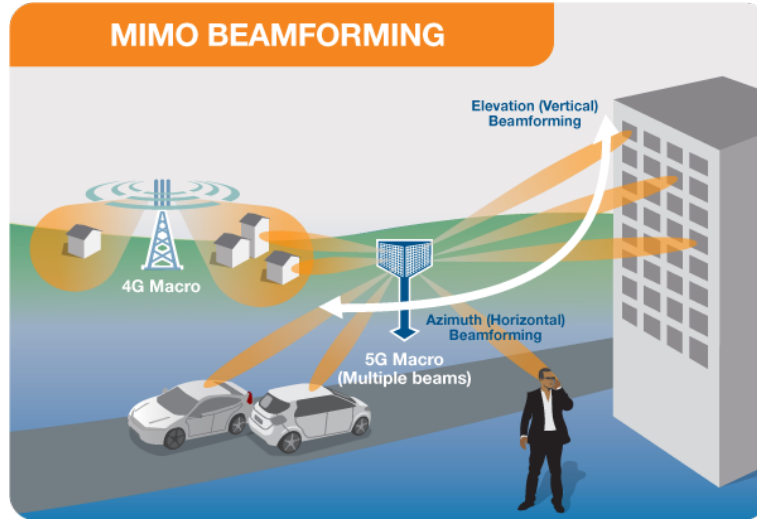 MIMO BEAMFORMING
Elevation (Vertical)
Beamforming
4G Macro
Azimuth (Horizontal)
Beamforming
5G Macro
(Multiple beams)